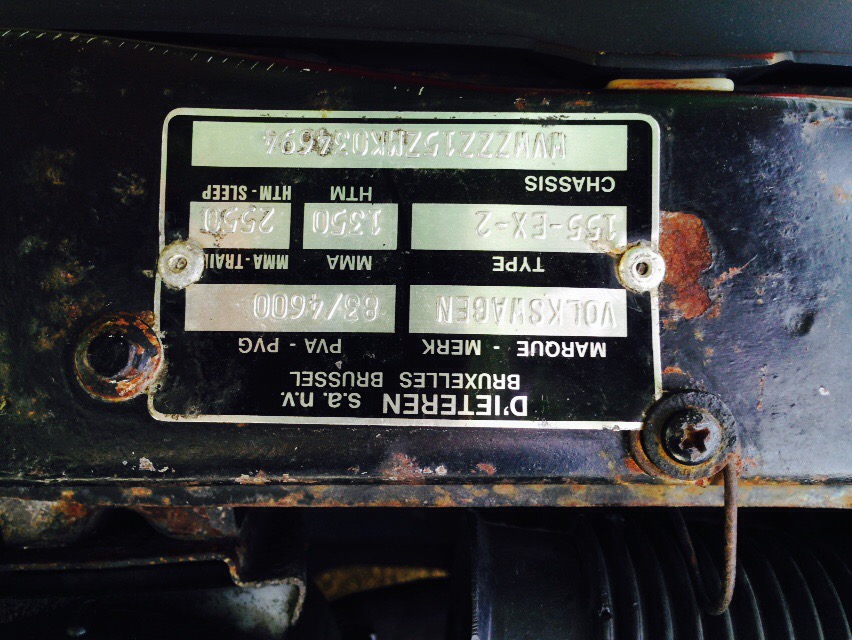 D'IETEREN s.a. n.v
BRUXELLES BRUSSEL
MARQUE - MERK PVA - PVG
VOLKSWAGEN 83/4600
TYPE MMA MMA-TRAI
155-EX-2 1350 2550
HTM HTM-SLEEP
CHASSIS
WVWZZZ15ZMK034694